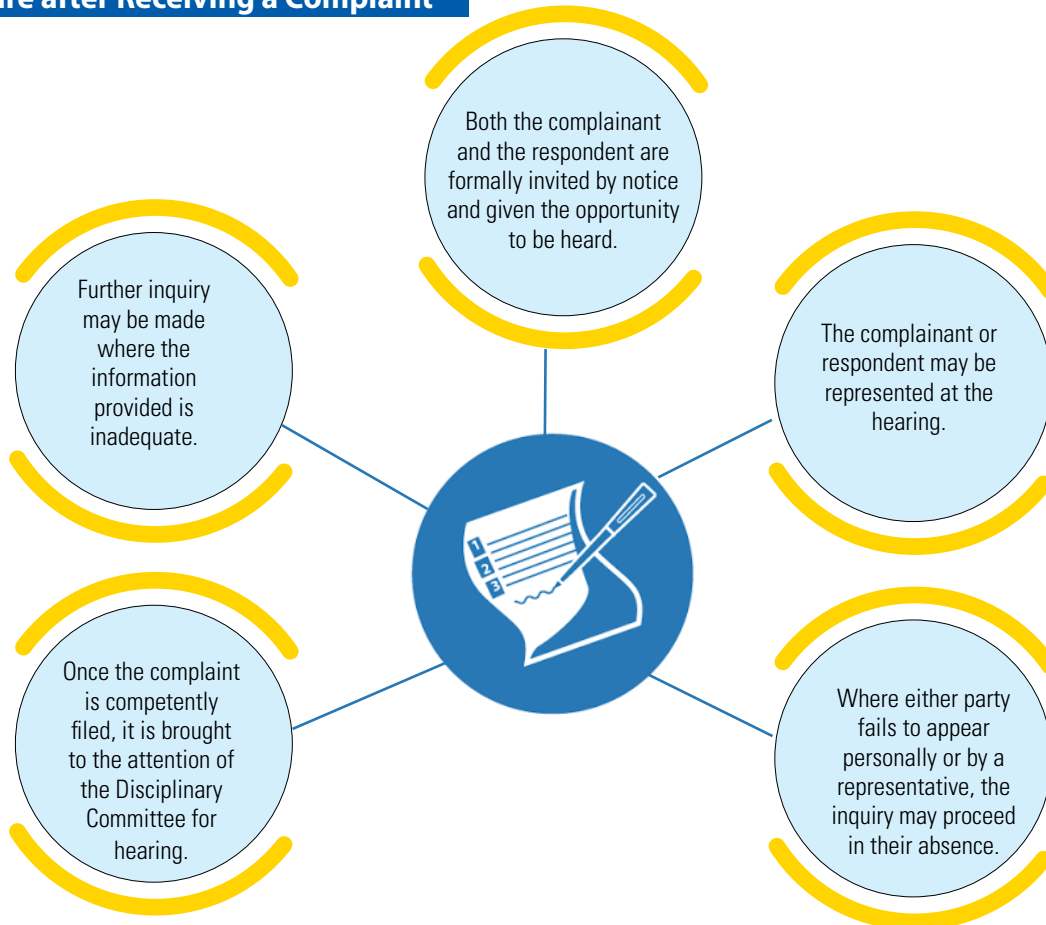 after Receiving a Complaint
Both the complainant
and the respondent are
formally invited by notice
and given the opportunity
to be heard.
Further inquiry
may be made
where the
information
provided is
inadequate.
The complainant or
respondent may be
represented at the
hearing.
1
2
3
Once the complaint
is competently
filed, it is brought
to the attention of
the Disciplinary
Committee for
hearing.
Where either party
fails to appear
personally or by a
representative, the
inquiry may proceed
in their absence.